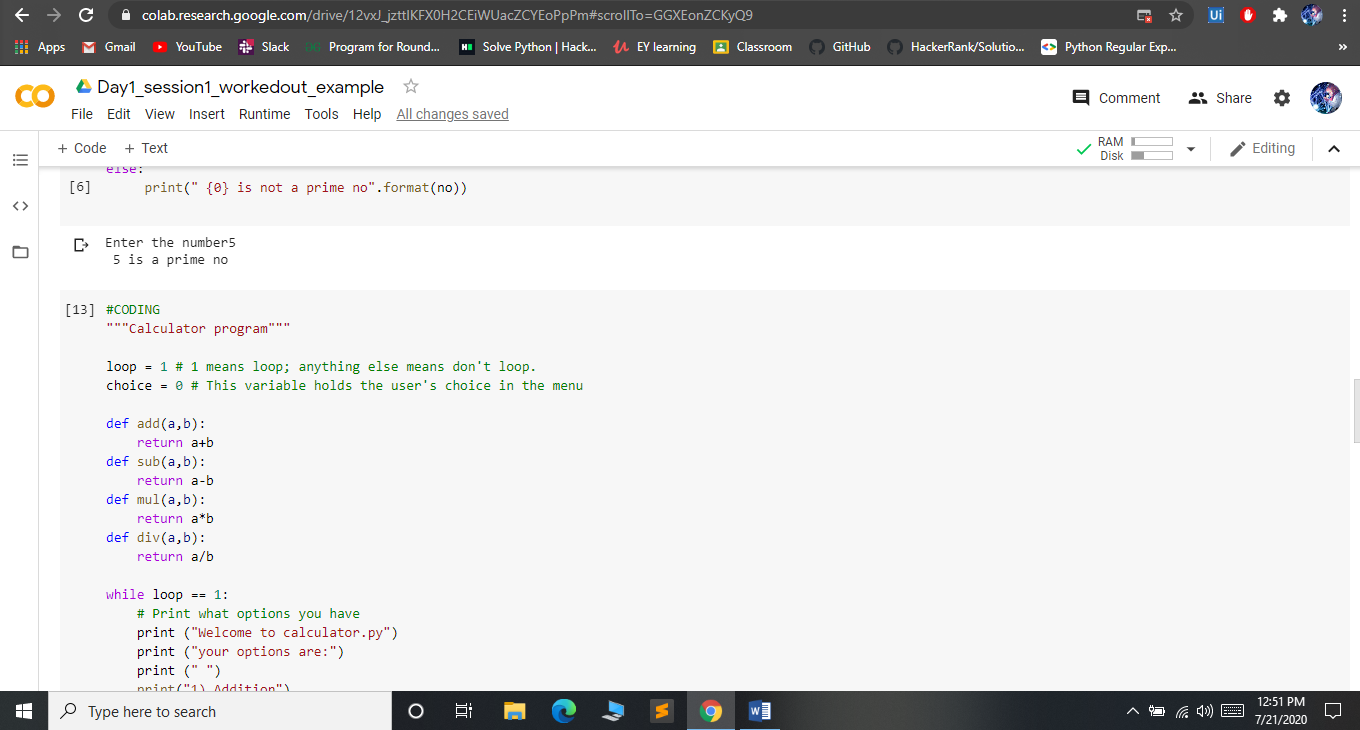 colab.research.google.com/drive/12vxJ_jzttIKFX0H2CEiWUacZCYEoPpPm#scrollTo=GGXEonZCKyQ9
Ui
Apps Gmail YouTube Slack Program for Round... Solve Python | Hack... EY learning Classroom GitHub HackerRank/Solutio... Python Regular Exp... »
Day1_session1_workedout_example
Comment Share
File Edit View Insert Runtime Tools Help All changes saved
+ Code + Text
RAM
Disk
Editing
else:
[6] print(" {0} is not a prime no".format(no))
Enter the number5
5 is a prime no
[13] #CODING
"""Calculator program"""
loop = 1 # 1 means loop; anything else means don't loop.
choice = 0 # This variable holds the user's choice in the menu
def add(a,b):
return a+b
def sub(a,b):
return a-b
def mul(a,b):
return a*b
def div(a,b):
return a/b
while loop == 1:
# Print what options you have
print ("Welcome to calculator.py")
print ("your options are:")
print (" ")
print("1) Addition")
Type here to search
12:51 PM
7/21/2020